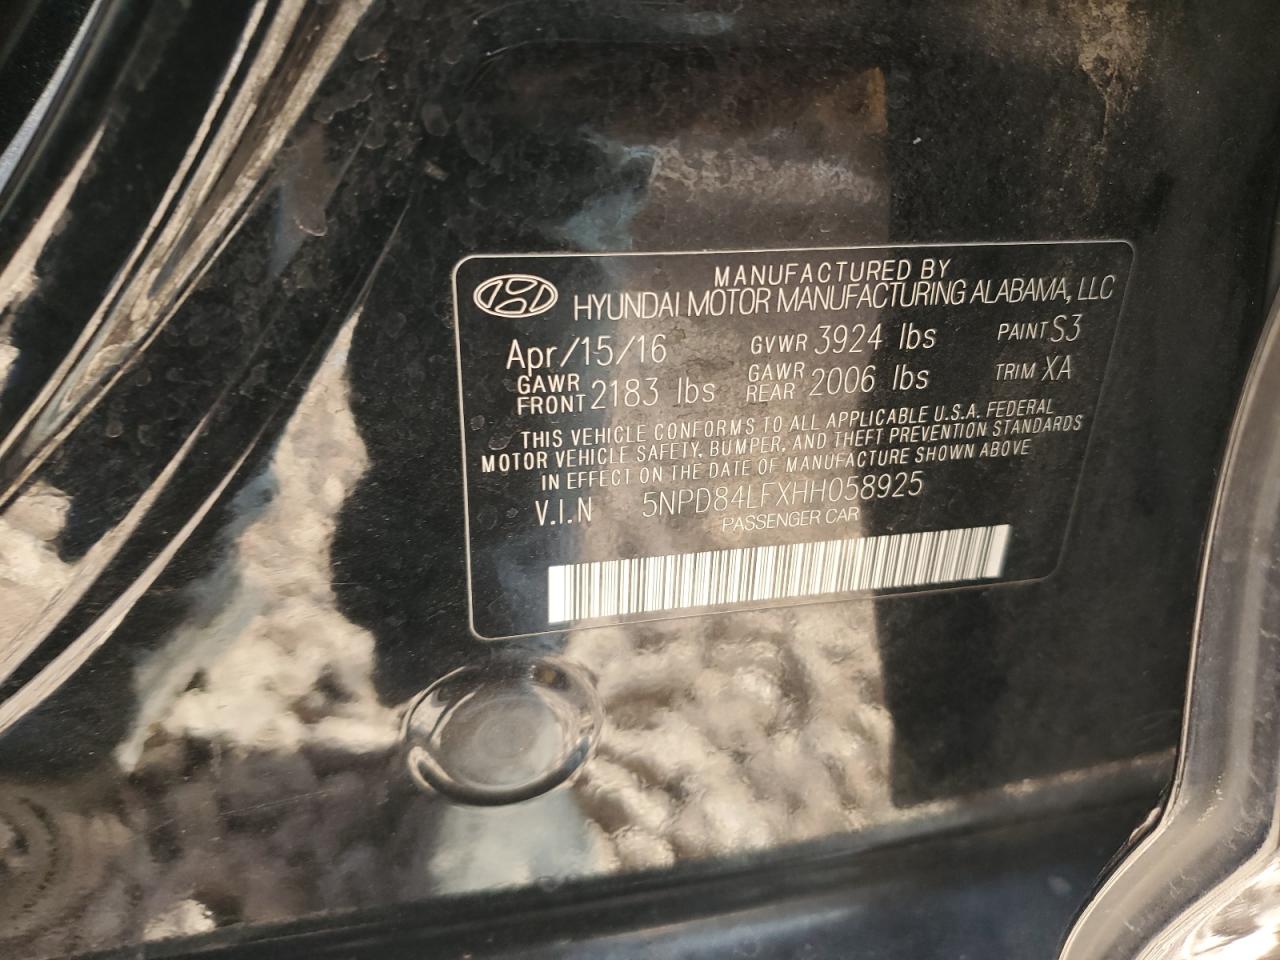 MANUFACTURED BY
HYUNDAI MOTOR MANUFACTURING ALABAMA, LLC
Apr/15/16 GVWR 3924 lbs PAINT S3
GAWR FRONT 2183 lbs GAWR REAR 2006 lbs TRIM XA
THIS VEHICLE CONFORMS TO ALL APPLICABLE U.S.A. FEDERAL
MOTOR VEHICLE SAFETY, BUMPER, AND THEFT PREVENTION STANDARDS
IN EFFECT ON THE DATE OF MANUFACTURE SHOWN ABOVE
V.I.N 5NPD84LFXHH058925
PASSENGER CAR